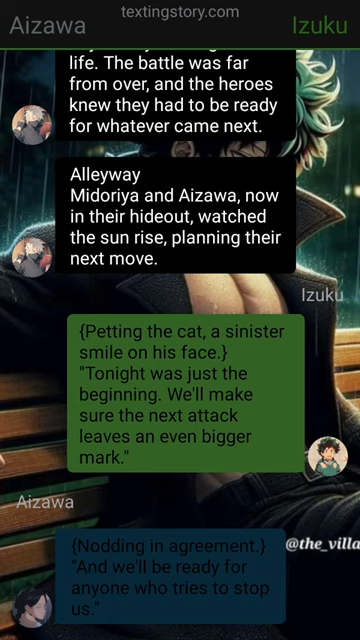 textingstory.com
Aizawa
Izuku
life. The battle was far
from over, and the heroes
knew they had to be ready
for whatever came next.
Alleyway
Midoriya and Aizawa, now
in their hideout, watched
the sun rise, planning their
next move.
Izuku
{Petting the cat, a sinister
smile on his face.}
"Tonight was just the
beginning. We'll make
sure the next attack
leaves an even bigger
mark."
Aizawa
{Nodding in agreement.}
"And we'll be ready for
anyone who tries to stop
us."
@the_villa